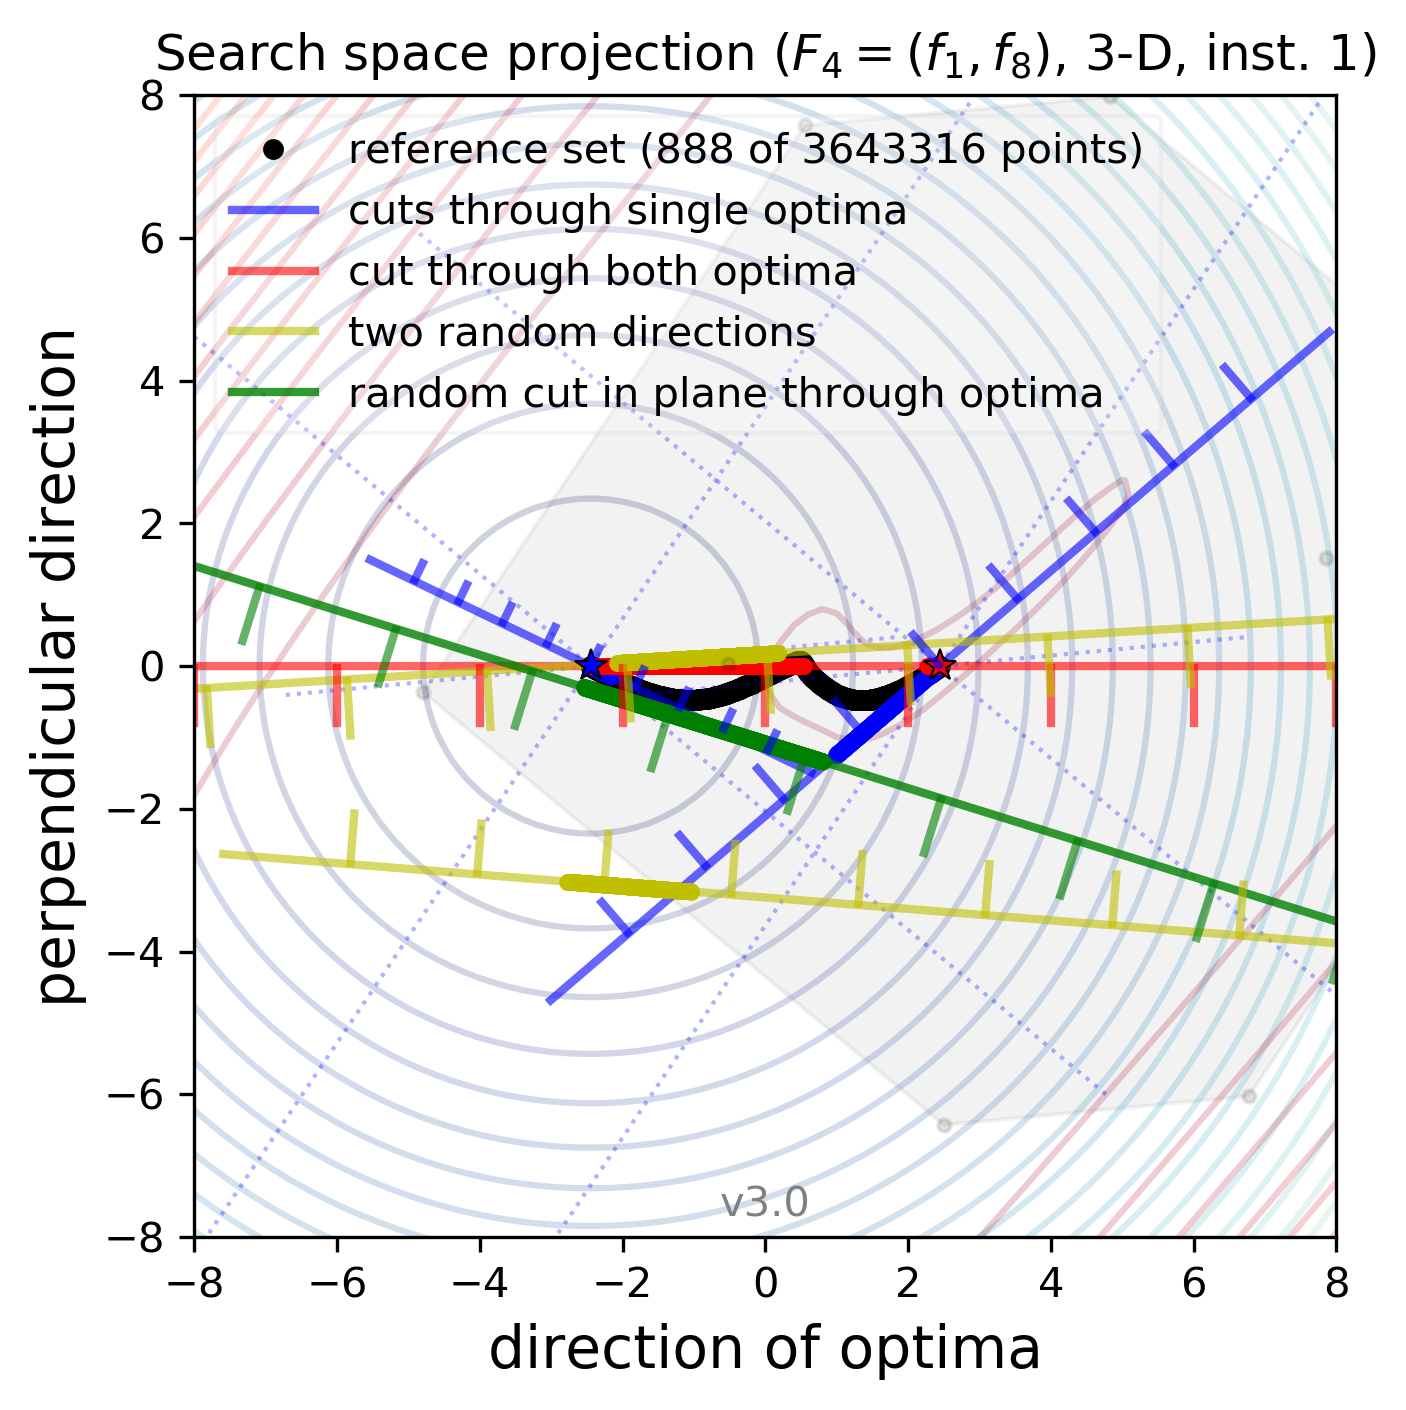 Search space projection (F₄ = (f₁, f₈), 3-D, inst. 1)
8
6
4
2
0
−2
−4
−6
−8
perpendicular direction
reference set (888 of 3643316 points)
cuts through single optima
cut through both optima
two random directions
random cut in plane through optima
v3.0
−8 −6 −4 −2 0 2 4 6 8
direction of optima